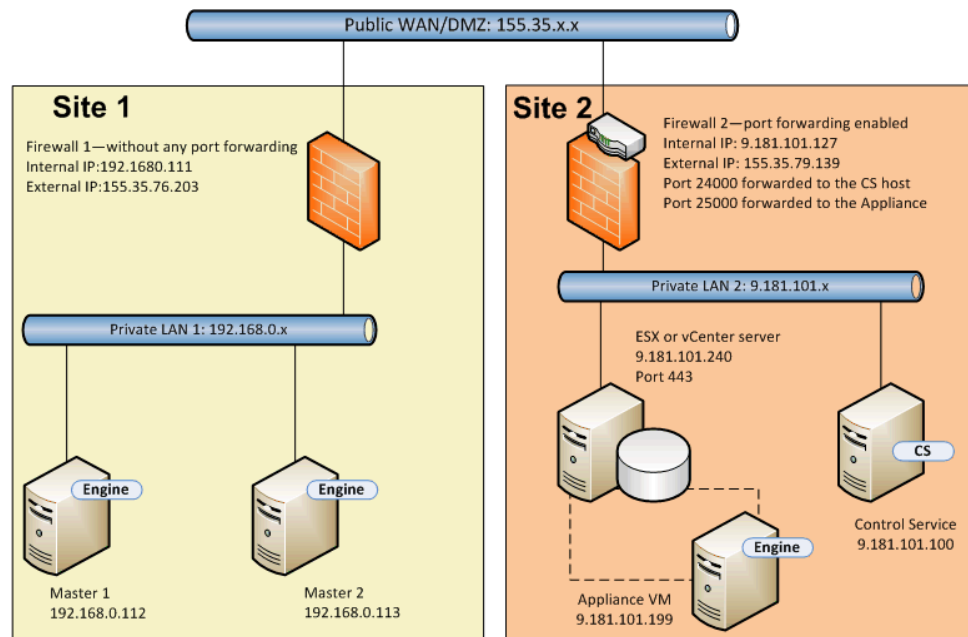 Public WAN/DMZ: 155.35.x.x
Site 1
Firewall 1—without any port forwarding
Internal IP:192.1680.111
External IP:155.35.76.203
Private LAN 1: 192.168.0.x
Engine
Engine
Master 1
192.168.0.112
Master 2
192.168.0.113
Site 2
Firewall 2—port forwarding enabled
Internal IP: 9.181.101.127
External IP: 155.35.79.139
Port 24000 forwarded to the CS host
Port 25000 forwarded to the Appliance
Private LAN 2: 9.181.101.x
ESX or vCenter server
9.181.101.240
Port 443
CS
Control Service
9.181.101.100
Engine
Appliance VM
9.181.101.199